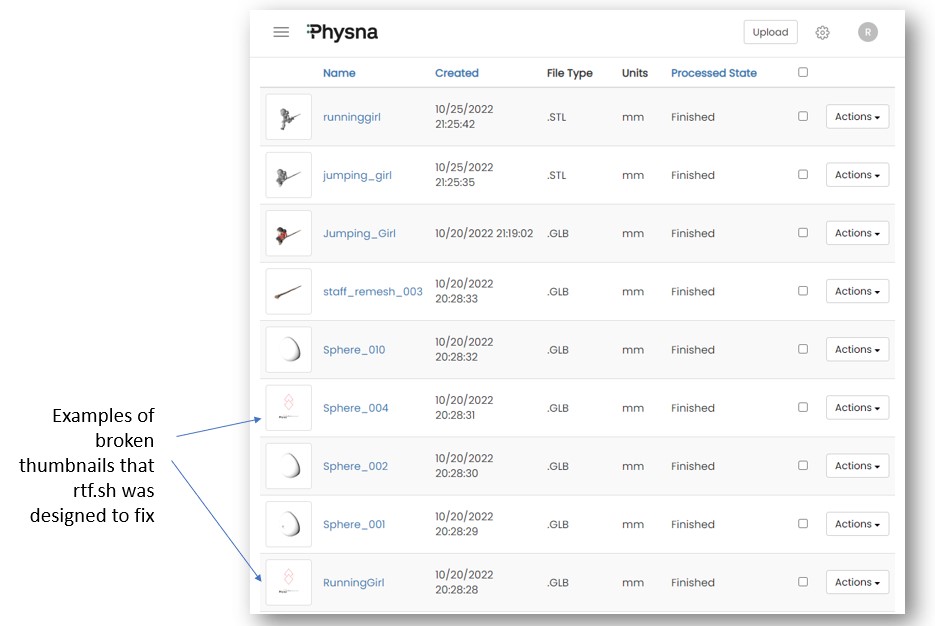 Physna
Upload
R
Name Created File Type Units Processed State
runninggirl 10/25/2022 21:25:42 .STL mm Finished Actions
jumping_girl 10/25/2022 21:25:35 .STL mm Finished Actions
Jumping_Girl 10/20/2022 21:19:02 .GLB mm Finished Actions
staff_remesh_003 10/20/2022 20:28:33 .GLB mm Finished Actions
Sphere_010 10/20/2022 20:28:32 .GLB mm Finished Actions
Sphere_004 10/20/2022 20:28:31 .GLB mm Finished Actions
Sphere_002 10/20/2022 20:28:30 .GLB mm Finished Actions
Sphere_001 10/20/2022 20:28:29 .GLB mm Finished Actions
RunningGirl 10/20/2022 20:28:28 .GLB mm Finished Actions
Examples of
broken
thumbnails that
rtf.sh was
designed to fix